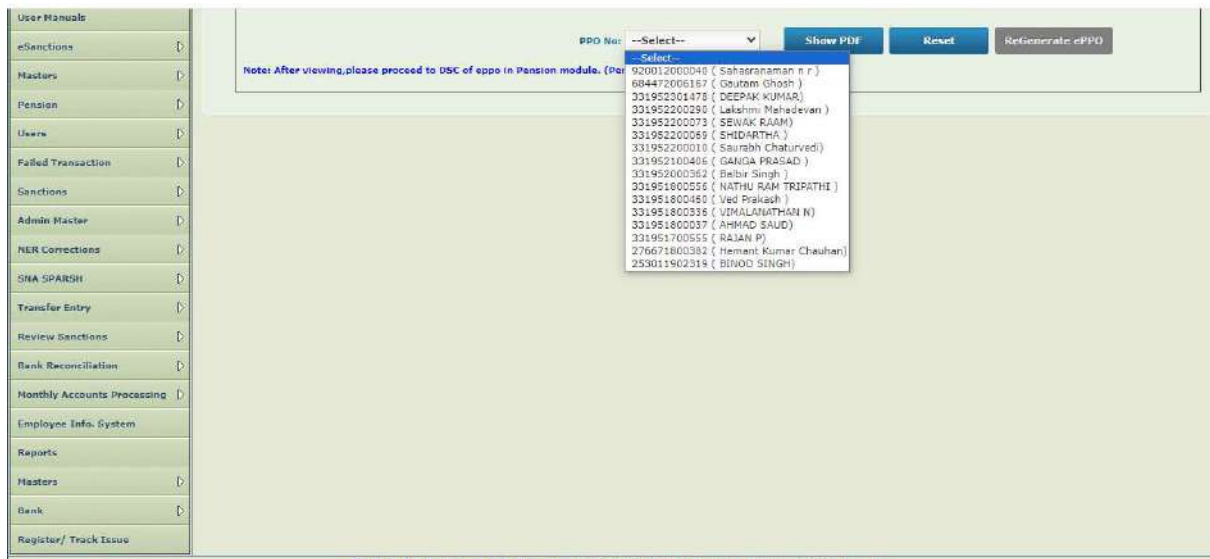 User Manuals
eSanctions
Masters
Pension
Users
Failed Transaction
Sanctions
Admin Master
NER Corrections
SNA SPARSH
Transfer Entry
Review Sanctions
Bank Reconciliation
Monthly Accounts Processing
Employee Info. System
Reports
Masters
Bank
Register/ Track Issue
PPO No: --Select-- Show PDF Reset ReGenerate ePPO
Note: After viewing,please proceed to DSC of eppo in Pension module. (Per
--Select--
920012000040 ( Sahasranaman n r )
684472006167 ( Gautam Ghosh )
331952301478 ( DEEPAK KUMAR)
331952200290 ( Lakshmi Mahadevan )
331952200073 ( SEWAK RAAM)
331952200069 ( SHIDARTHA )
331952200010 ( Saurabh Chaturvedi)
331952100406 ( GANGA PRASAD )
331952000362 ( Balbir Singh )
331951800556 ( NATHU RAM TRIPATHI )
331951800460 ( Ved Prakash )
331951800336 ( VIMALANATHAN N)
331951800037 ( AHMAD SAUD)
331951700555 ( RAJAN P)
276671800382 ( Hemant Kumar Chauhan)
253011902319 ( BINOD SINGH)